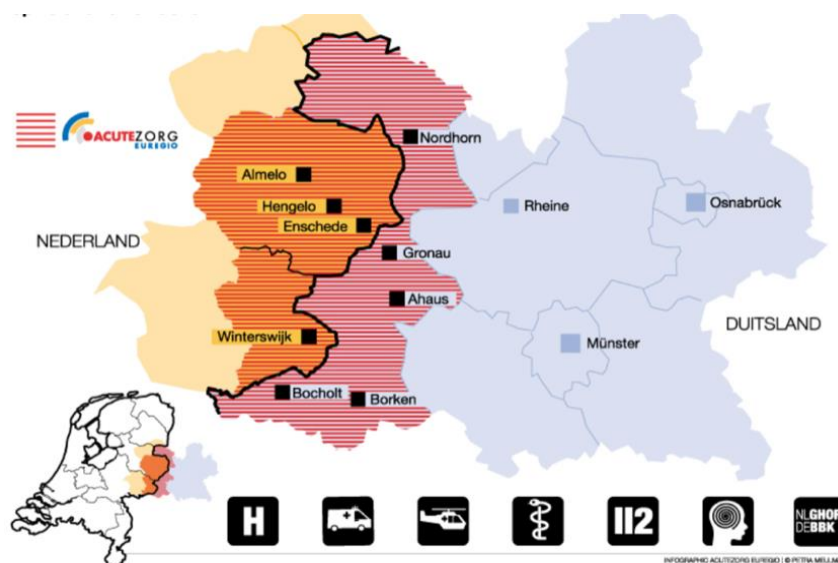 ACUTEZORG
EUREGIO
Nordhorn
Almelo
Hengelo
Enschede
Rheine
Osnabrück
NEDERLAND
Gronau
Ahaus
Winterswijk
Münster
DUITSLAND
Bocholt
Borken
H
112
NLGHOR
DEBBK
INFOGRAPHIC ACUTEZORG EUREGIO | © PETRA